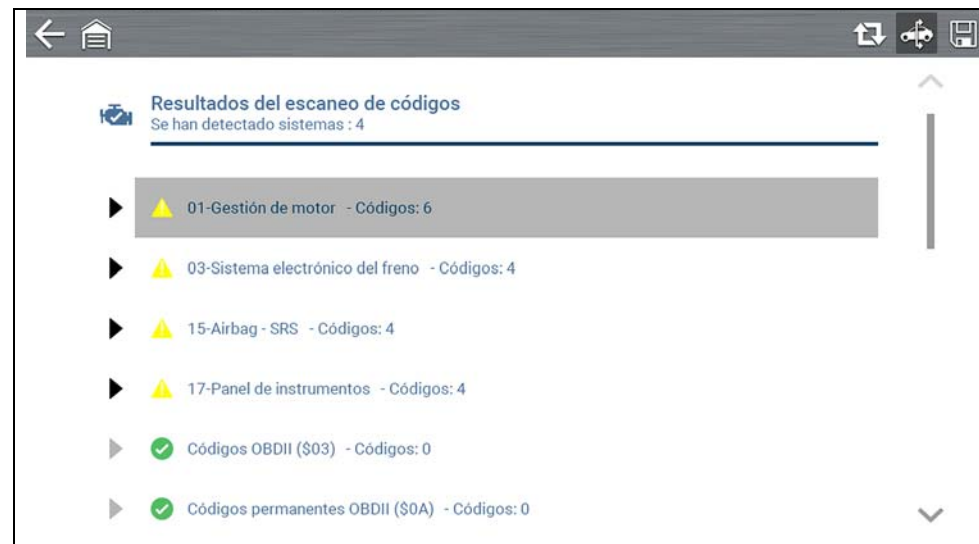 Resultados del escaneo de códigos
Se han detectado sistemas : 4
01-Gestión de motor - Códigos: 6
03-Sistema electrónico del freno - Códigos: 4
15-Airbag - SRS - Códigos: 4
17-Panel de instrumentos - Códigos: 4
Códigos OBDII ($03) - Códigos: 0
Códigos permanentes OBDII ($0A) - Códigos: 0